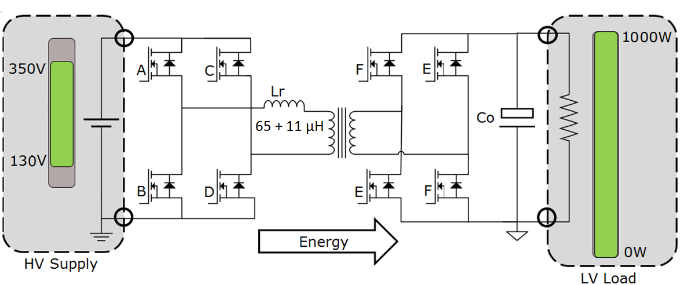 350V
130V
HV Supply
A
C
B
D
Lr
65 + 11 μH
F
E
E
F
Co
Energy
1000W
0W
LV Load